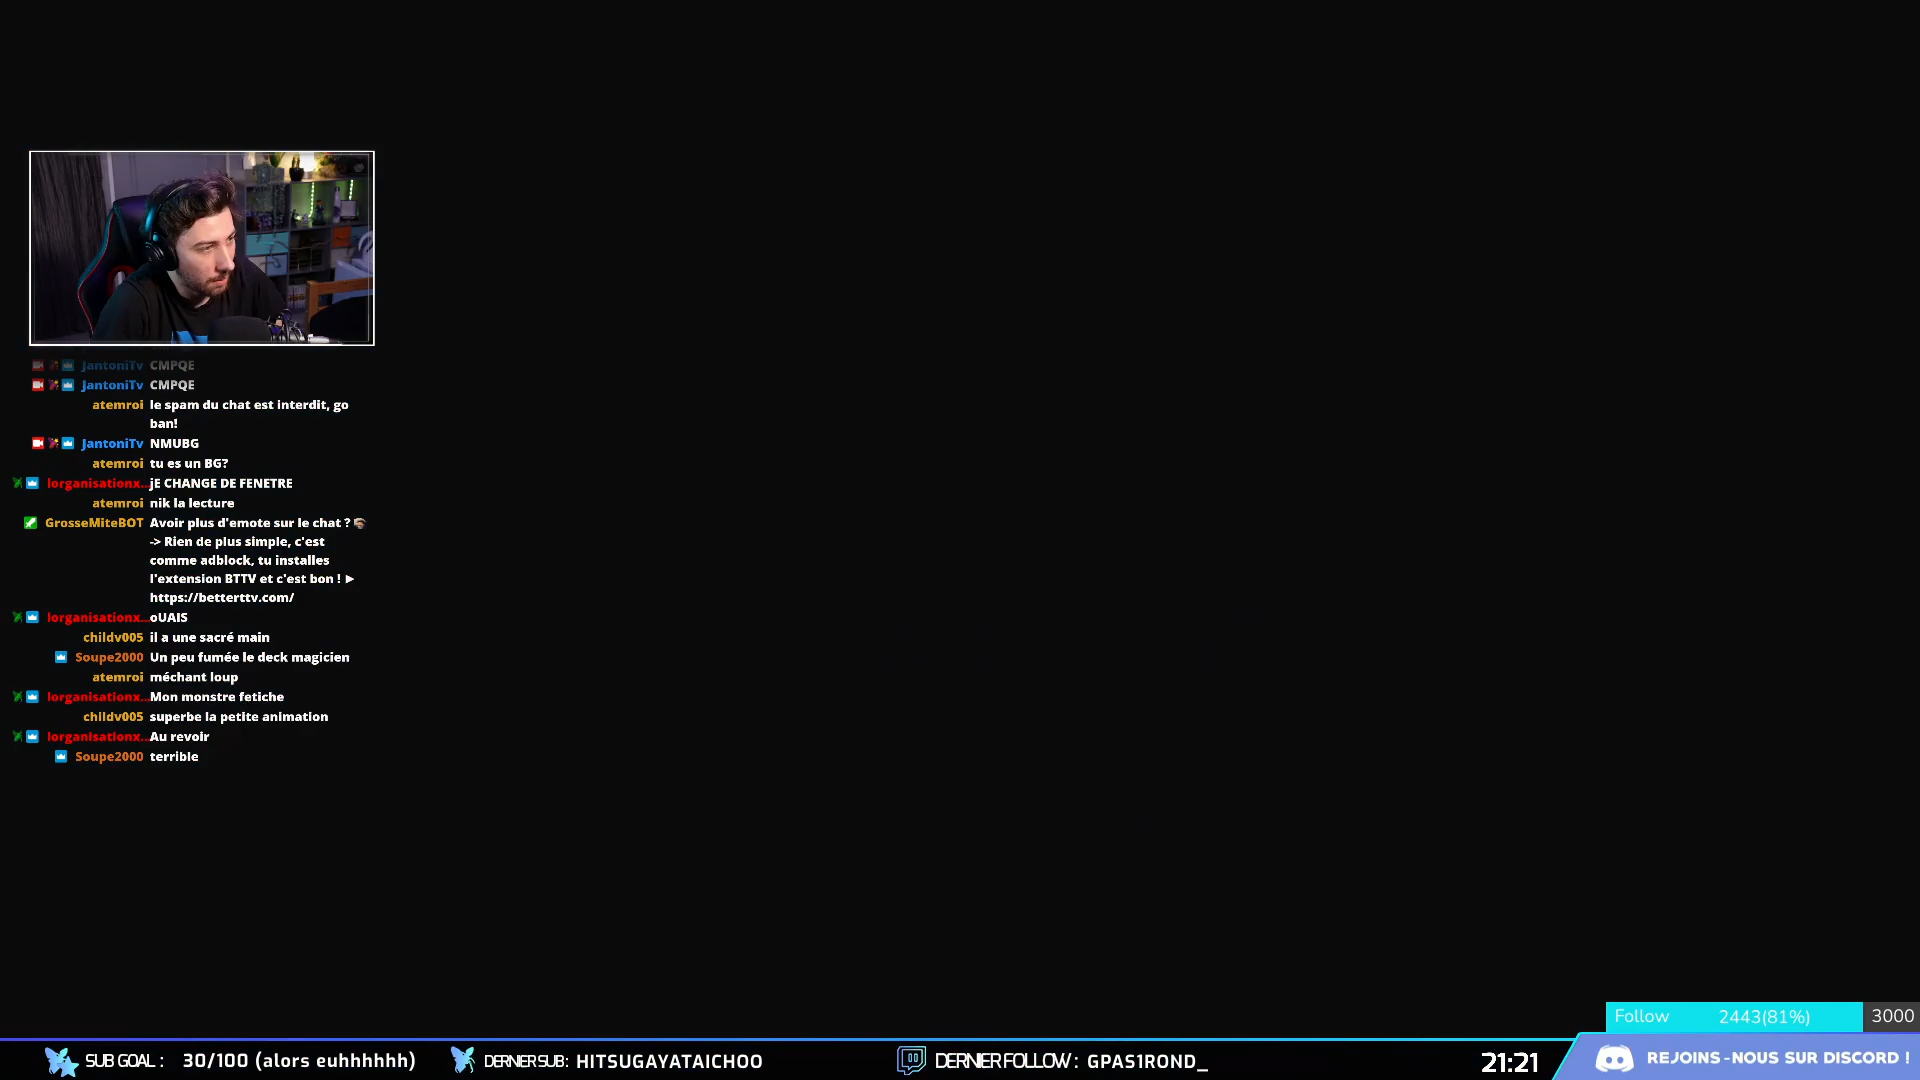 JantoniTv CMPQE
JantoniTv CMPQE
atemroi le spam du chat est interdit, go
ban!
JantoniTv NMUBG
atemroi tu es un BG?
lorganisationx... jE CHANGE DE FENETRE
atemroi nik la lecture
GrosseMiteBOT Avoir plus d'emote sur le chat ?
-> Rien de plus simple, c'est
comme adblock, tu installes
l'extension BTTV et c'est bon ! ►
https://betterttv.com/
lorganisationx... oUAIS
childv005 il a une sacré main
Soupe2000 Un peu fumée le deck magicien
atemroi méchant loup
lorganisationx... Mon monstre fetiche
childv005 superbe la petite animation
lorganisationx... Au revoir
Soupe2000 terrible
Follow 2443(81%) 3000
SUB GOAL : 30/100 (alors euhhhhhh) DERNIER SUB : HITSUGAYATAICHOO DERNIER FOLLOW : GPAS1ROND_ 21:21 REJOINS-NOUS SUR DISCORD !